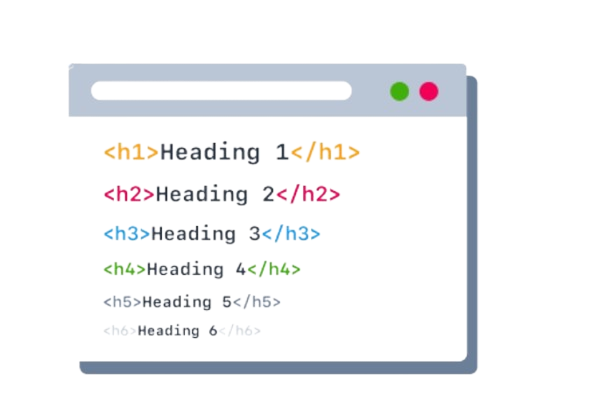 <h1>Heading 1</h1>
<h2>Heading 2</h2>
<h3>Heading 3</h3>
<h4>Heading 4</h4>
<h5>Heading 5</h5>
<h6>Heading 6</h6>